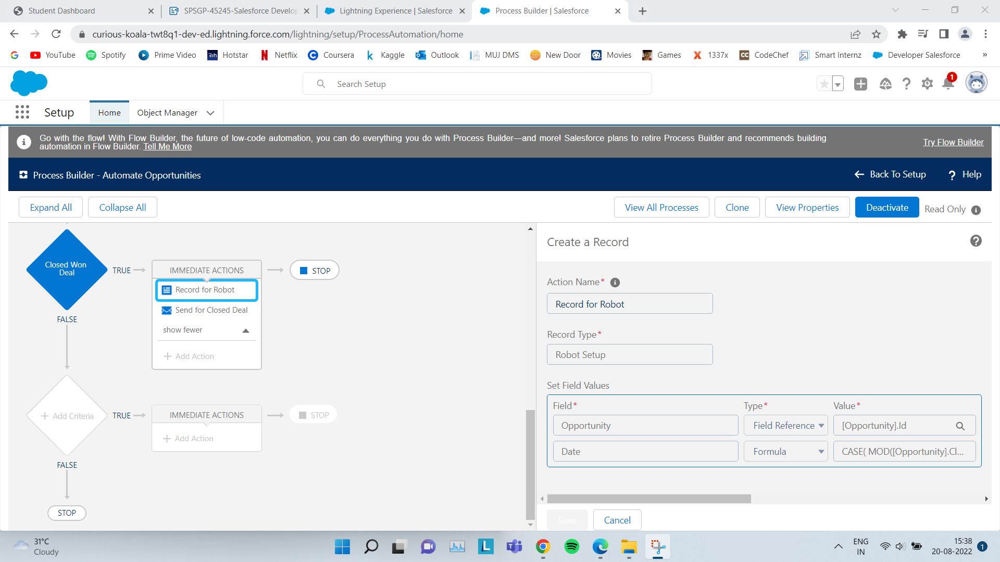 Student Dashboard
SPSGP-45245-Salesforce Develop
Lightning Experience | Salesforce
Process Builder | Salesforce
curious-koala-twt8q1-dev-ed.lightning.force.com/lightning/setup/ProcessAutomation/home
YouTube
Spotify
Prime Video
Hotstar
Netflix
Coursera
Kaggle
Outlook
MUJ DMS
New Door
Movies
Games
1337x
CodeChef
Smart Internz
Developer Salesforce
»
Search Setup
1
Setup
Home
Object Manager
Go with the flow! With Flow Builder, the future of low-code automation, you can do everything you do with Process Builder—and more! Salesforce plans to retire Process Builder and recommends building
automation in Flow Builder. Tell Me More
Try Flow Builder
Process Builder - Automate Opportunities
Back To Setup
? Help
Expand All
Collapse All
View All Processes
Clone
View Properties
Deactivate
Read Only
Closed Won
Deal
TRUE
IMMEDIATE ACTIONS
STOP
Record for Robot
Send for Closed Deal
show fewer
+ Add Action
FALSE
+ Add Criteria
TRUE
IMMEDIATE ACTIONS
STOP
+ Add Action
FALSE
STOP
Create a Record
Action Name*
Record for Robot
Record Type*
Robot Setup
Set Field Values
Field*
Type*
Value*
Opportunity
Field Reference
[Opportunity].Id
Date
Formula
CASE( MOD([Opportunity].Cl...
Save
Cancel
31°C
Cloudy
ENG
IN
15:38
20-08-2022
1